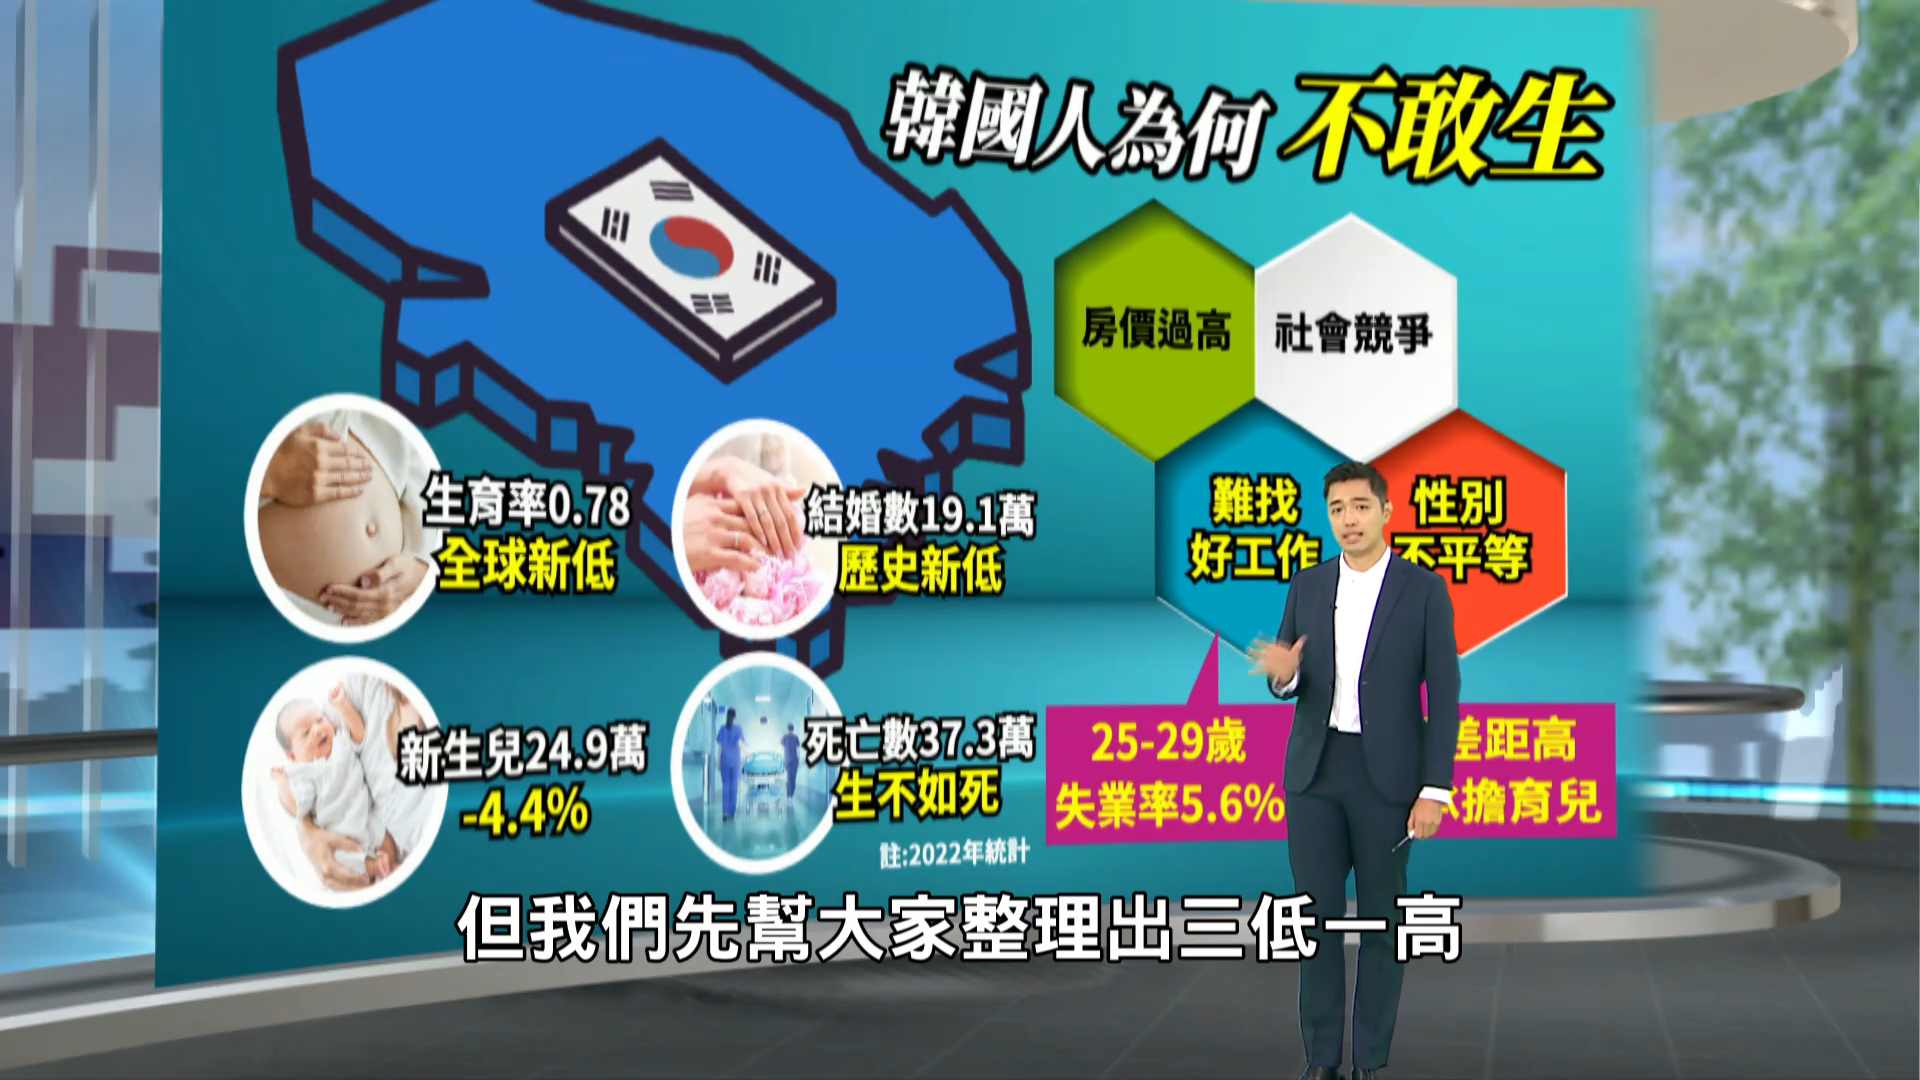 韓國人為何 不敢生
房價過高
社會競爭
難找
好工作
性別
不平等
生育率0.78
全球新低
結婚數19.1萬
歷史新低
新生兒24.9萬
-4.4%
死亡數37.3萬
生不如死
註:2022年統計
25-29歲
失業率5.6%
差距高
擔育兒
但我們先幫大家整理出三低一高